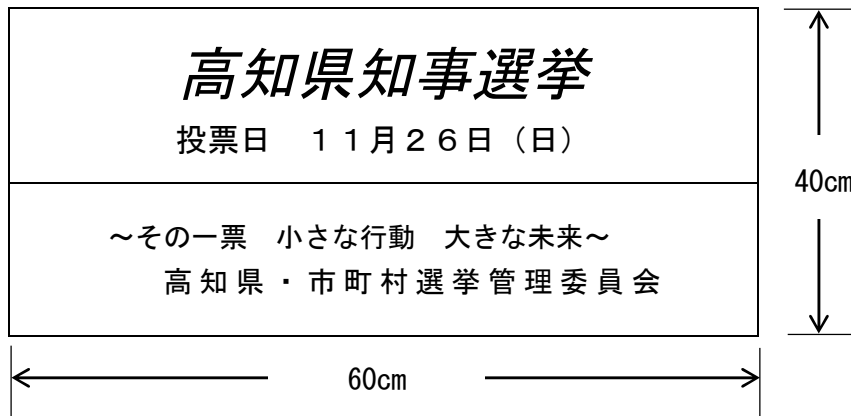 高知県知事選挙
投票日　１１月２６日（日）
40cm
～その一票　小さな行動　大きな未来～
高知県・市町村選挙管理委員会
60cm